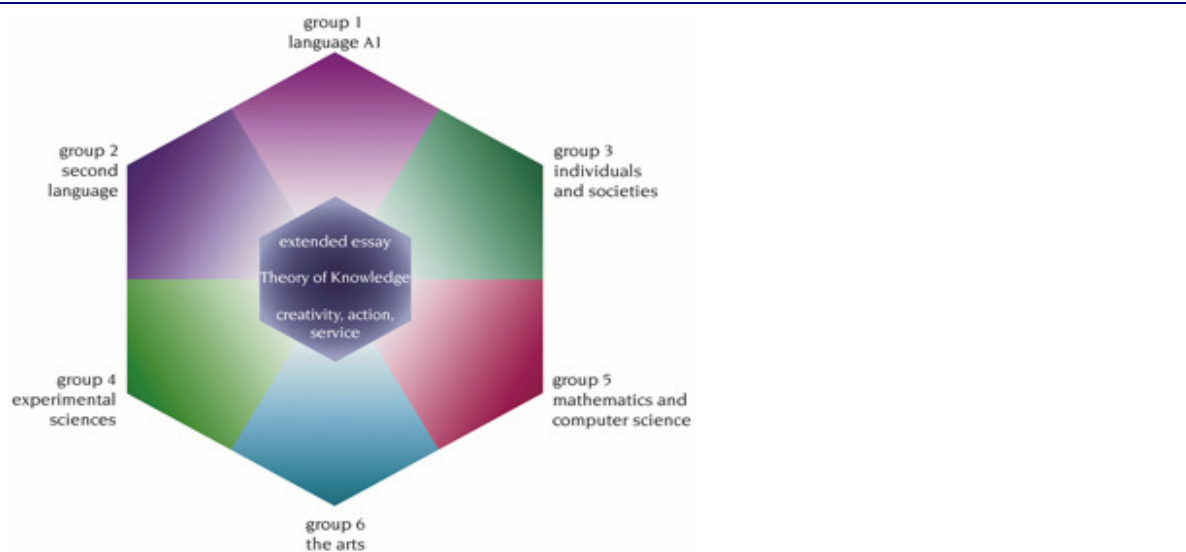 group 1
language A1
group 2
second
language
group 3
individuals
and societies
extended essay
Theory of Knowledge
creativity, action,
service
group 4
experimental
sciences
group 5
mathematics and
computer science
group 6
the arts